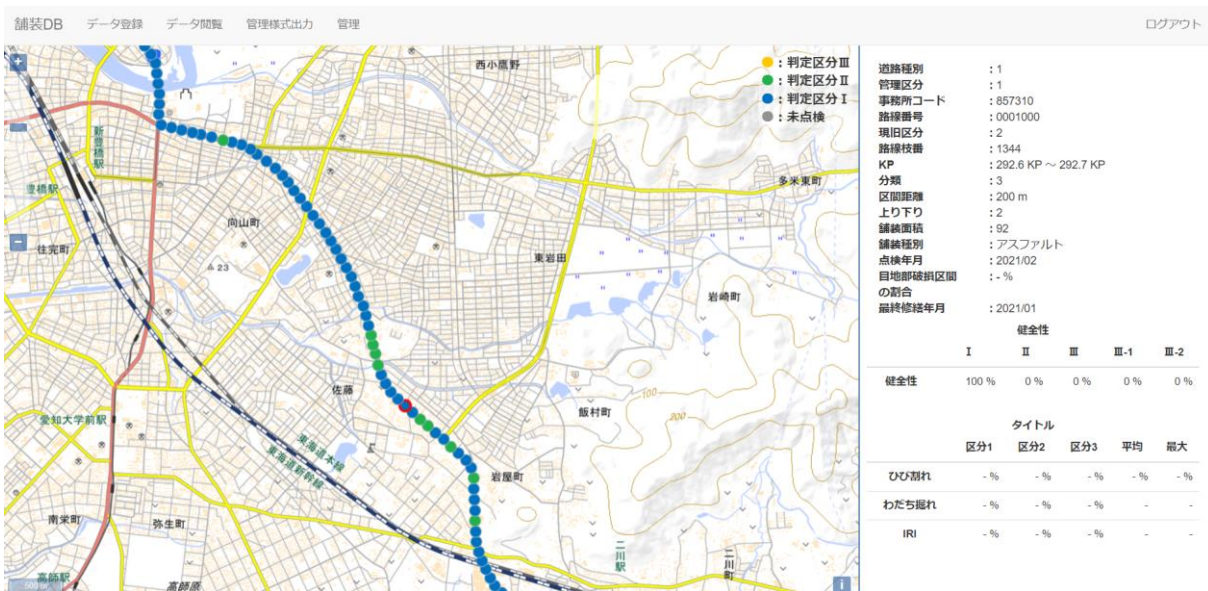 舗装DB データ登録 データ閲覧 管理様式出力 管理 ログアウト
西小鷹野
：判定区分Ⅲ
：判定区分Ⅱ
：判定区分Ⅰ
：未点検
新豊橋駅
豊橋駅
多米東町
向山町
住完町
23
東岩田
岩崎町
佐藤
100
200
飯村町
愛知大学前駅
東海道本線
東海道新幹線
岩屋町
南栄町
弥生町
二川駅
二川町
高師駅
高師原
道路種別 : 1
管理区分 : 1
事務所コード : 857310
路線番号 : 0001000
現旧区分 : 2
路線枝番 : 1344
KP : 292.6 KP ～ 292.7 KP
分類 : 3
区間距離 : 200 m
上り下り : 2
舗装面積 : 92
舗装種別 : アスファルト
点検年月 : 2021/02
目地部破損区間 : - %
の割合
最終修繕年月 : 2021/01
健全性
Ⅰ Ⅱ Ⅲ Ⅲ-1 Ⅲ-2
健全性 100 % 0 % 0 % 0 % 0 %
タイトル
区分1 区分2 区分3 平均 最大
ひび割れ - % - % - % - % - %
わだち掘れ - % - % - % - -
IRI - % - % - % - -